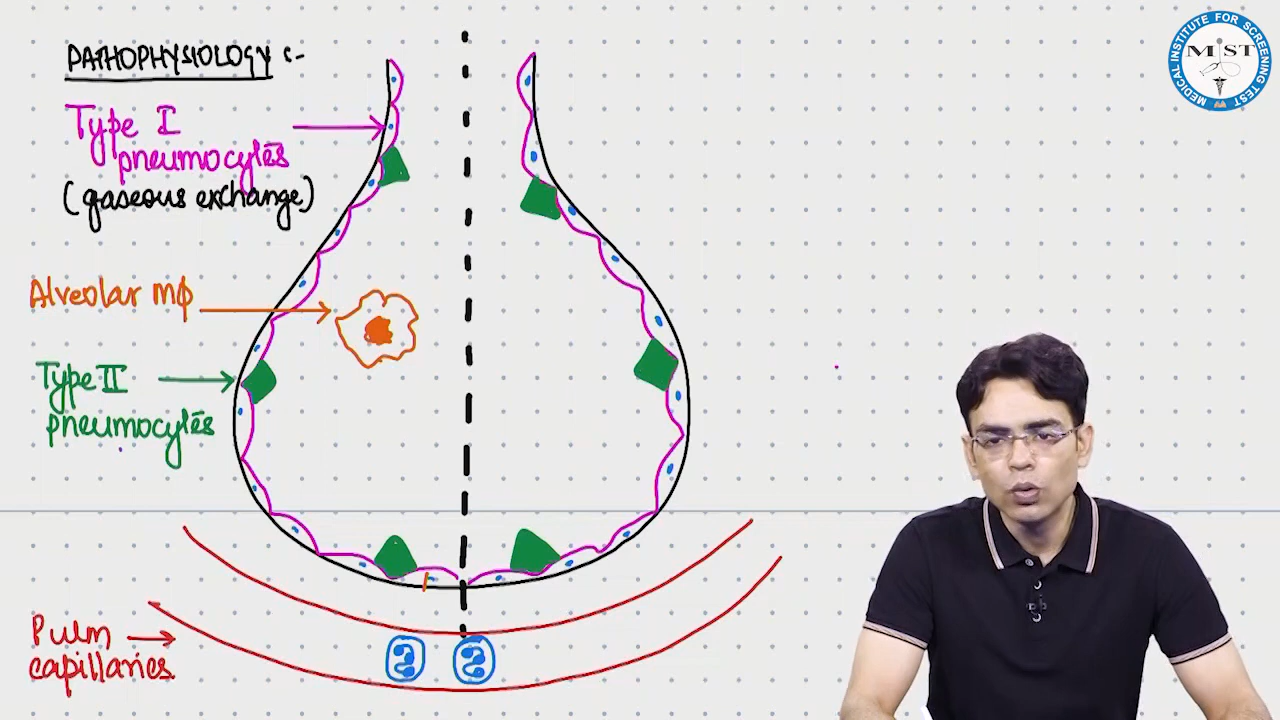 PATHOPHYSIOLOGY :-
Type I
pneumocytes
(gaseous exchange)
Alveolar mφ
Type II
pneumocytes
Pulm
capillaries
MEDICAL INSTITUTE FOR SCREENING TEST
MIST